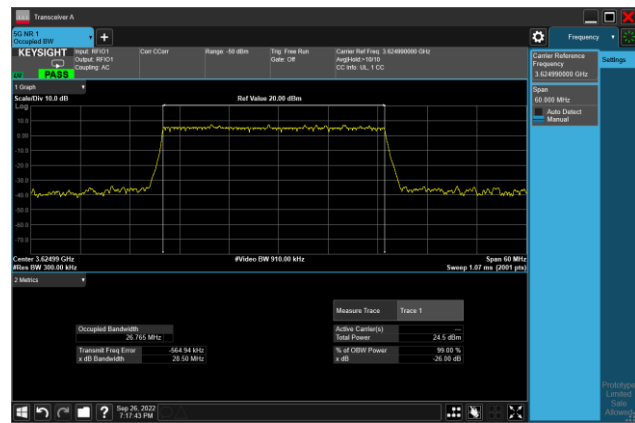 Transceiver A
5G NR 1
Occupied BW
Frequency
KEYSIGHT
Input: RFIO1
Output: RFIO1
Coupling: AC
Corr CCorr
Range: -50 dBm
Trig: Free Run
Gate: Off
Carrier Ref Freq: 3.624990000 GHz
Avg|Hold:>10/10
CC Info: UL, 1 CC
PASS
Carrier Reference
Frequency
3.624990000 GHz
Settings
Span
60.000 MHz
Auto Detect
Manual
1 Graph
Scale/Div 10.0 dB
Ref Value 20.00 dBm
Log
10.0
0.00
-10.0
-20.0
-30.0
-40.0
-50.0
-60.0
-70.0
Center 3.62499 GHz
#Video BW 910.00 kHz
Span 60 MHz
#Res BW 300.00 kHz
Sweep 1.07 ms (2001 pts)
2 Metrics
Measure Trace
Trace 1
Occupied Bandwidth
26.765 MHz
Active Carrier(s)
---
Total Power
24.5 dBm
Transmit Freq Error
-564.94 kHz
x dB Bandwidth
28.50 MHz
% of OBW Power
99.00 %
x dB
-26.00 dB
Prototype
Limited
Sale
Allowed
?
Sep 26, 2022
7:17:43 PM